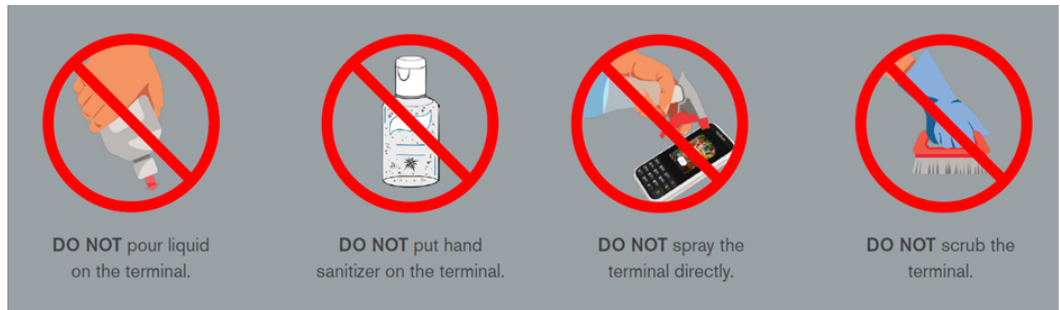 DO NOT pour liquid
on the terminal.
DO NOT put hand
sanitizer on the terminal.
DO NOT spray the
terminal directly.
DO NOT scrub the
terminal.